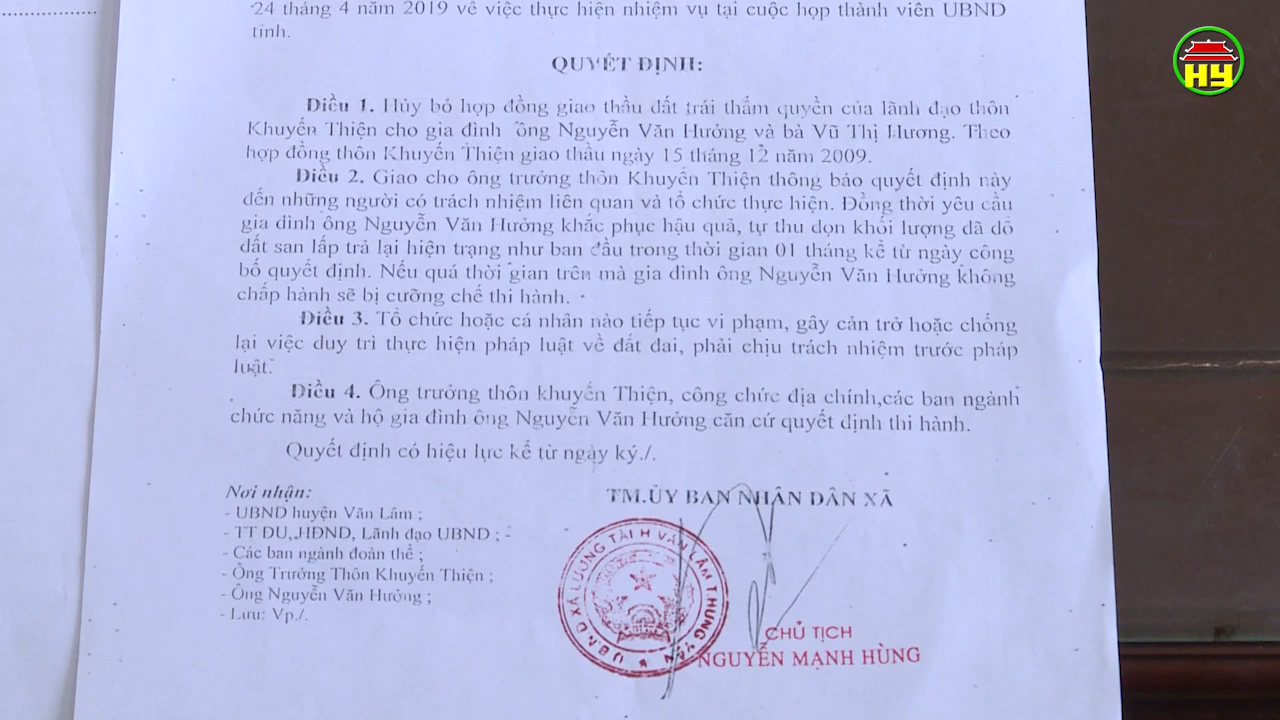 24 tháng 4 năm 2019 về việc thực hiện nhiệm vụ tại cuộc họp thành viên UBND
tỉnh.
QUYẾT ĐỊNH:
Điều 1. Hủy bỏ hợp đồng giao thầu đất trái thẩm quyền của lãnh đạo thôn
Khuyến Thiện cho gia đình ông Nguyễn Văn Hưởng và bà Vũ Thị Hương. Theo
hợp đồng thôn Khuyến Thiện giao thầu ngày 15 tháng 12 năm 2009.
Điều 2. Giao cho ông trưởng thôn Khuyến Thiện thông báo quyết định này
đến những người có trách nhiệm liên quan và tổ chức thực hiện. Đồng thời yêu cầu
gia đình ông Nguyễn Văn Hưởng khắc phục hậu quả, tự thu dọn khối lượng đã đổ
đất san lấp trả lại hiện trạng như ban đầu trong thời gian 01 tháng kể từ ngày công
bố quyết định. Nếu quá thời gian trên mà gia đình ông Nguyễn Văn Hưởng không
chấp hành sẽ bị cưỡng chế thi hành.
Điều 3. Tổ chức hoặc cá nhân nào tiếp tục vi phạm, gây cản trở hoặc chống
lại việc duy trì thực hiện pháp luật về đất đai, phải chịu trách nhiệm trước pháp
luật.
Điều 4. Ông trưởng thôn khuyến Thiện, công chức địa chính,các ban ngành
chức năng và hộ gia đình ông Nguyễn Văn Hưởng căn cứ quyết định thi hành.
Quyết định có hiệu lực kể từ ngày ký./.
Nơi nhận:
- UBND huyện Văn Lâm ;
- TT ĐU, HĐND, Lãnh đạo UBND ;
- Các ban ngành đoàn thể ;
- Ông Trưởng Thôn Khuyến Thiện ;
- Ông Nguyễn Văn Hưởng ;
- Lưu: Vp./.
TM.ỦY BAN NHÂN DÂN XÃ
U.B.N.D XÃ LƯƠNG TÀI H VĂN LÂM T.HƯNG YÊN
CHỦ TỊCH
NGUYỄN MẠNH HÙNG
HY